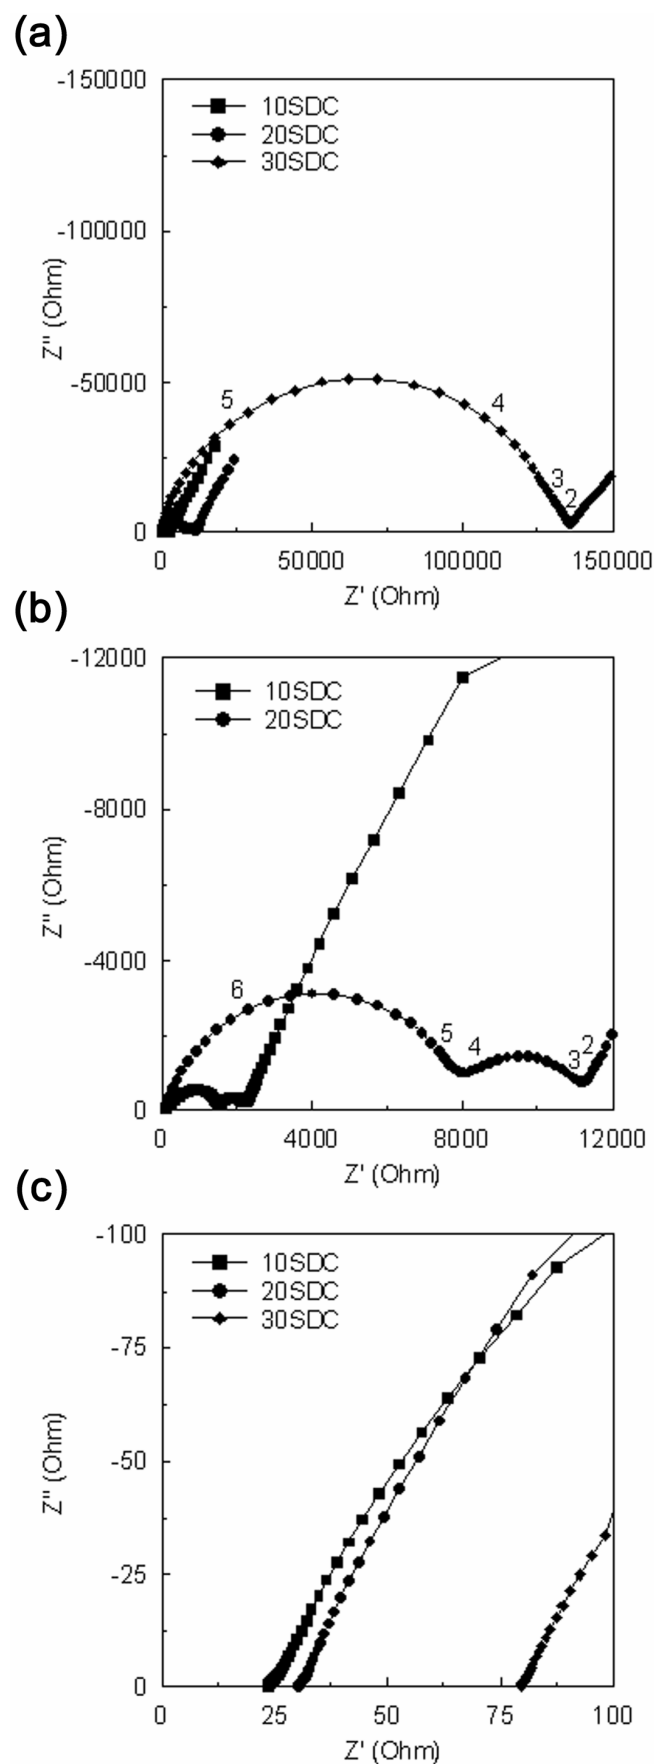 (a)
-150000
10SDC
20SDC
30SDC
-100000
Z" (Ohm)
-50000
5
4
3
2
0
0 50000 100000 150000
Z' (Ohm)
(b)
-12000
10SDC
20SDC
-8000
Z" (Ohm)
-4000
6
5
4
3
2
0
0 4000 8000 12000
Z' (Ohm)
(c)
-100
10SDC
20SDC
30SDC
-75
Z" (Ohm)
-50
-25
0
0 25 50 75 100
Z' (Ohm)